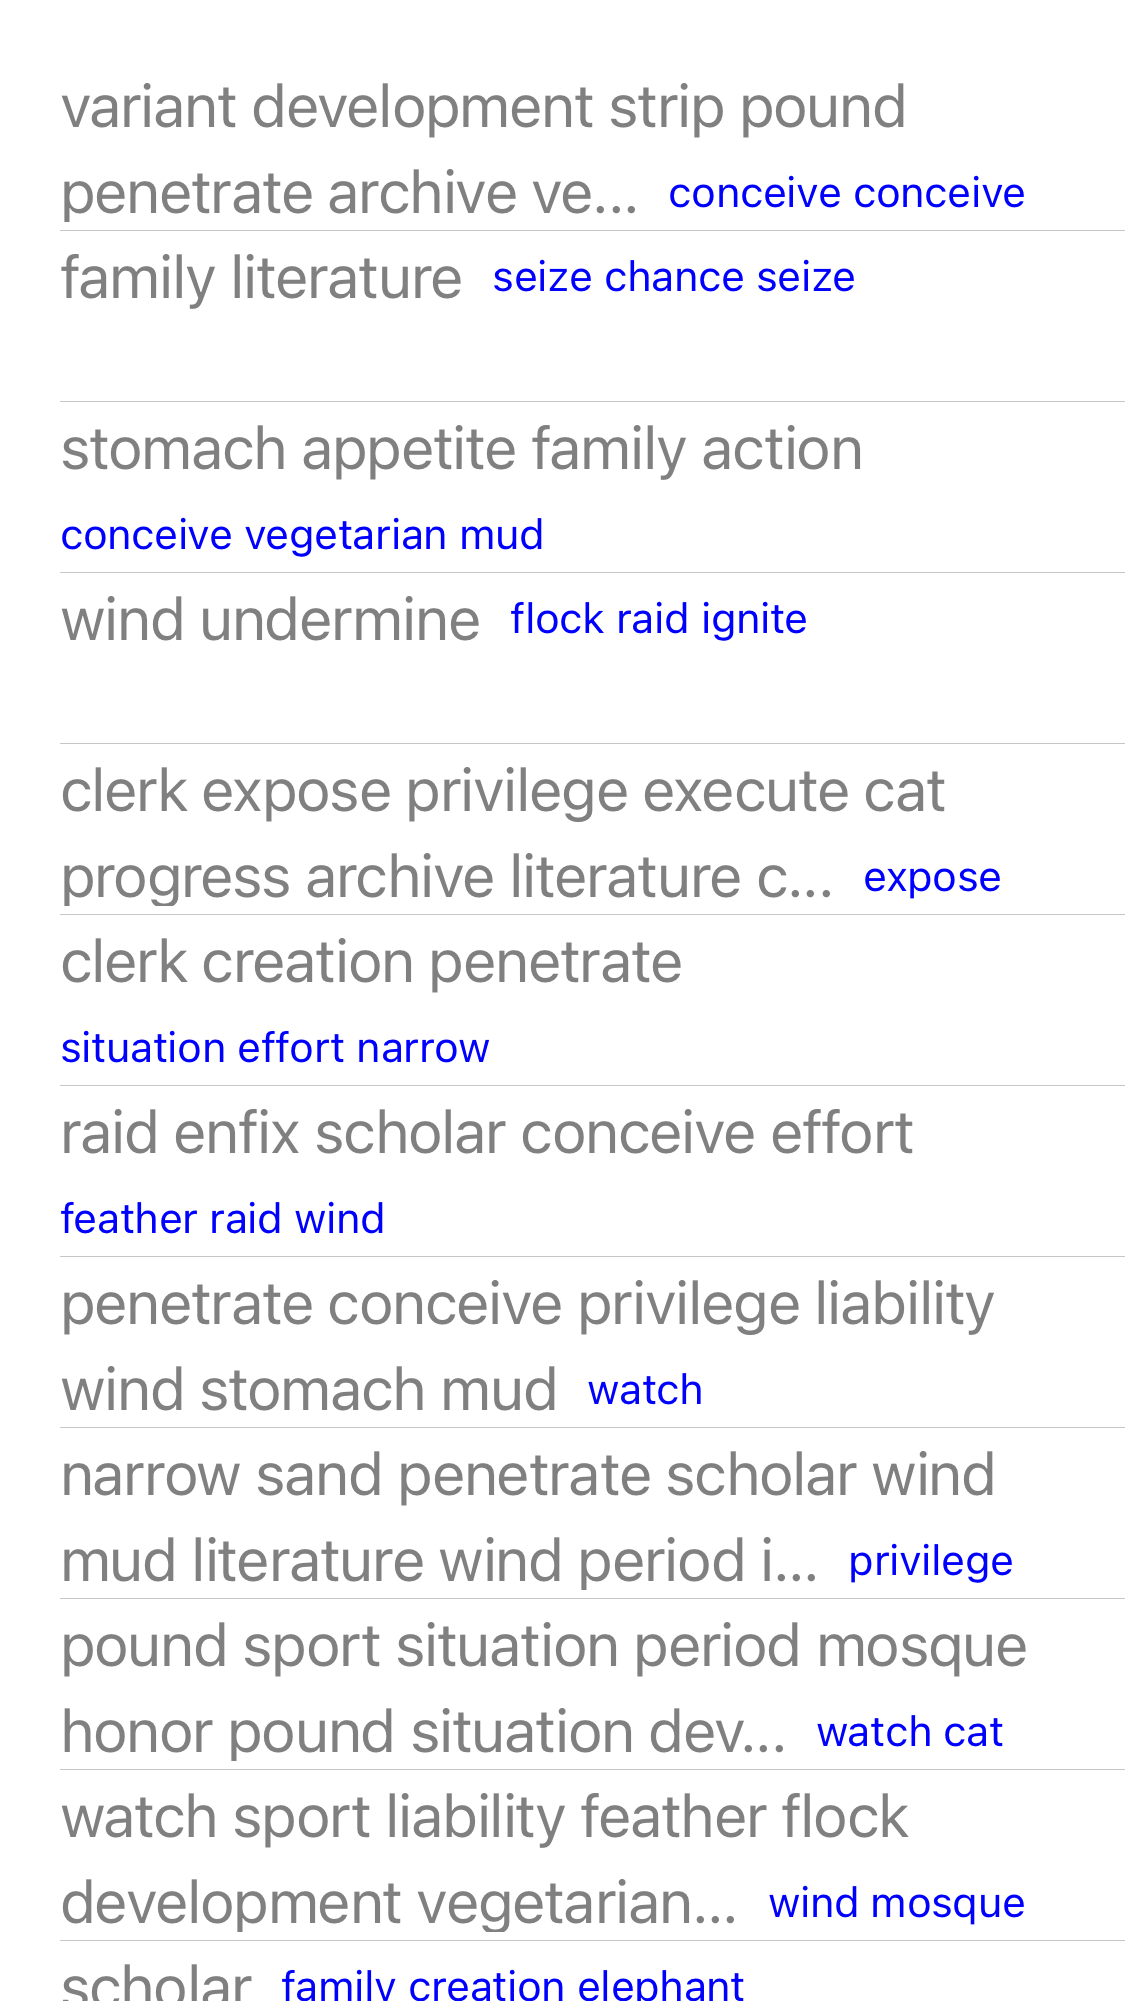 variant development strip pound
penetrate archive ve... conceive conceive
family literature seize chance seize
stomach appetite family action
conceive vegetarian mud
wind undermine flock raid ignite
clerk expose privilege execute cat
progress archive literature c... expose
clerk creation penetrate
situation effort narrow
raid enfix scholar conceive effort
feather raid wind
penetrate conceive privilege liability
wind stomach mud watch
narrow sand penetrate scholar wind
mud literature wind period i... privilege
pound sport situation period mosque
honor pound situation dev... watch cat
watch sport liability feather flock
development vegetarian... wind mosque
scholar family creation elephant